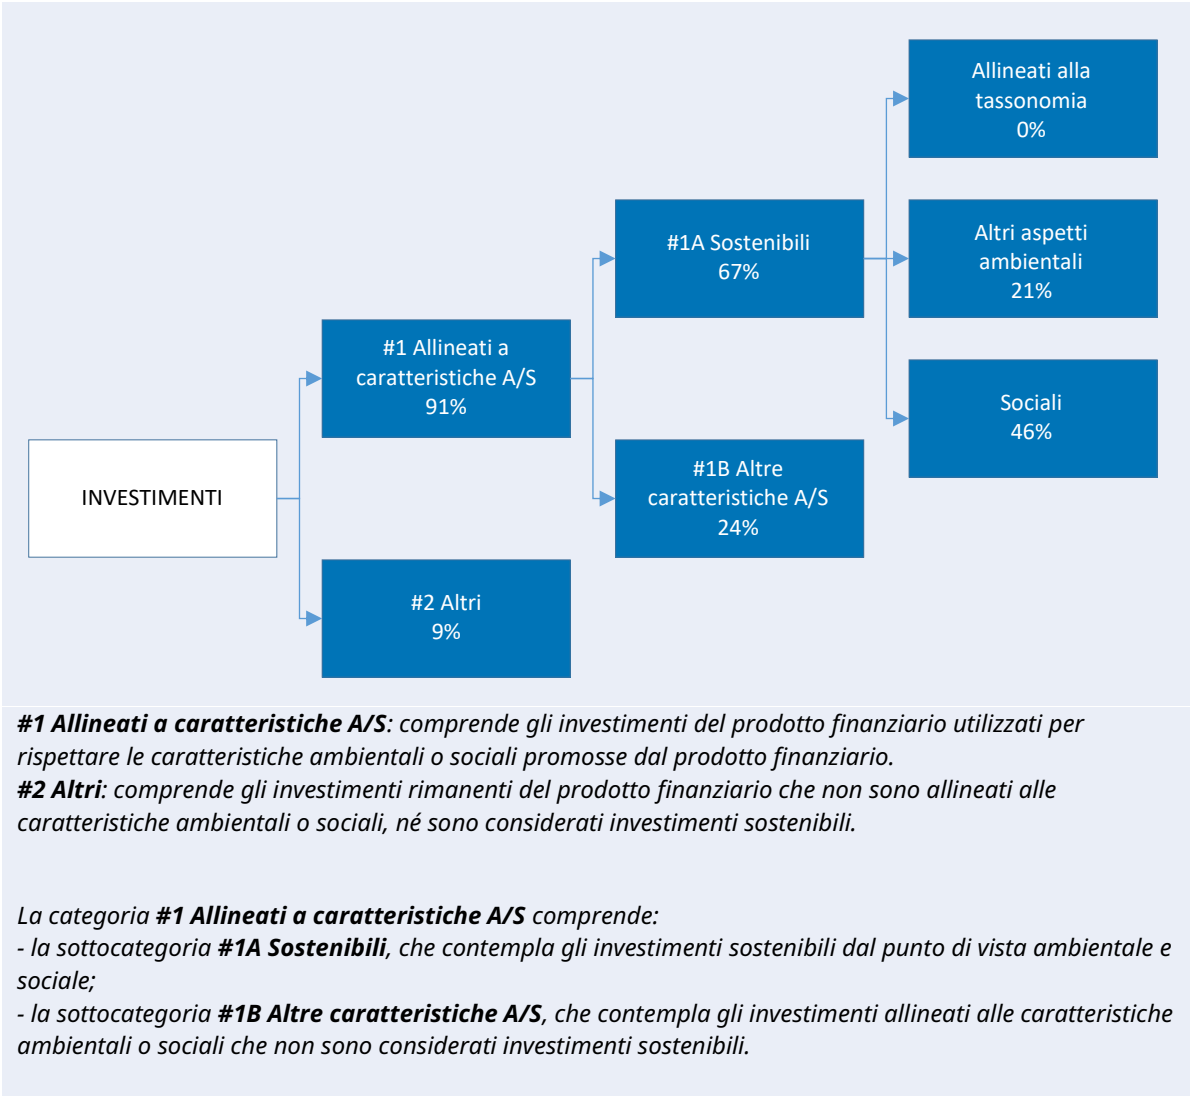 Allineati alla
tassonomia
0%
#1A Sostenibili
67%
Altri aspetti
ambientali
21%
#1 Allineati a
caratteristiche A/S
91%
Sociali
46%
INVESTIMENTI
#1B Altre
caratteristiche A/S
24%
#2 Altri
9%
#1 Allineati a caratteristiche A/S: comprende gli investimenti del prodotto finanziario utilizzati per
rispettare le caratteristiche ambientali o sociali promosse dal prodotto finanziario.
#2 Altri: comprende gli investimenti rimanenti del prodotto finanziario che non sono allineati alle
caratteristiche ambientali o sociali, né sono considerati investimenti sostenibili.
La categoria #1 Allineati a caratteristiche A/S comprende:
- la sottocategoria #1A Sostenibili, che contempla gli investimenti sostenibili dal punto di vista ambientale e
sociale;
- la sottocategoria #1B Altre caratteristiche A/S, che contempla gli investimenti allineati alle caratteristiche
ambientali o sociali che non sono considerati investimenti sostenibili.